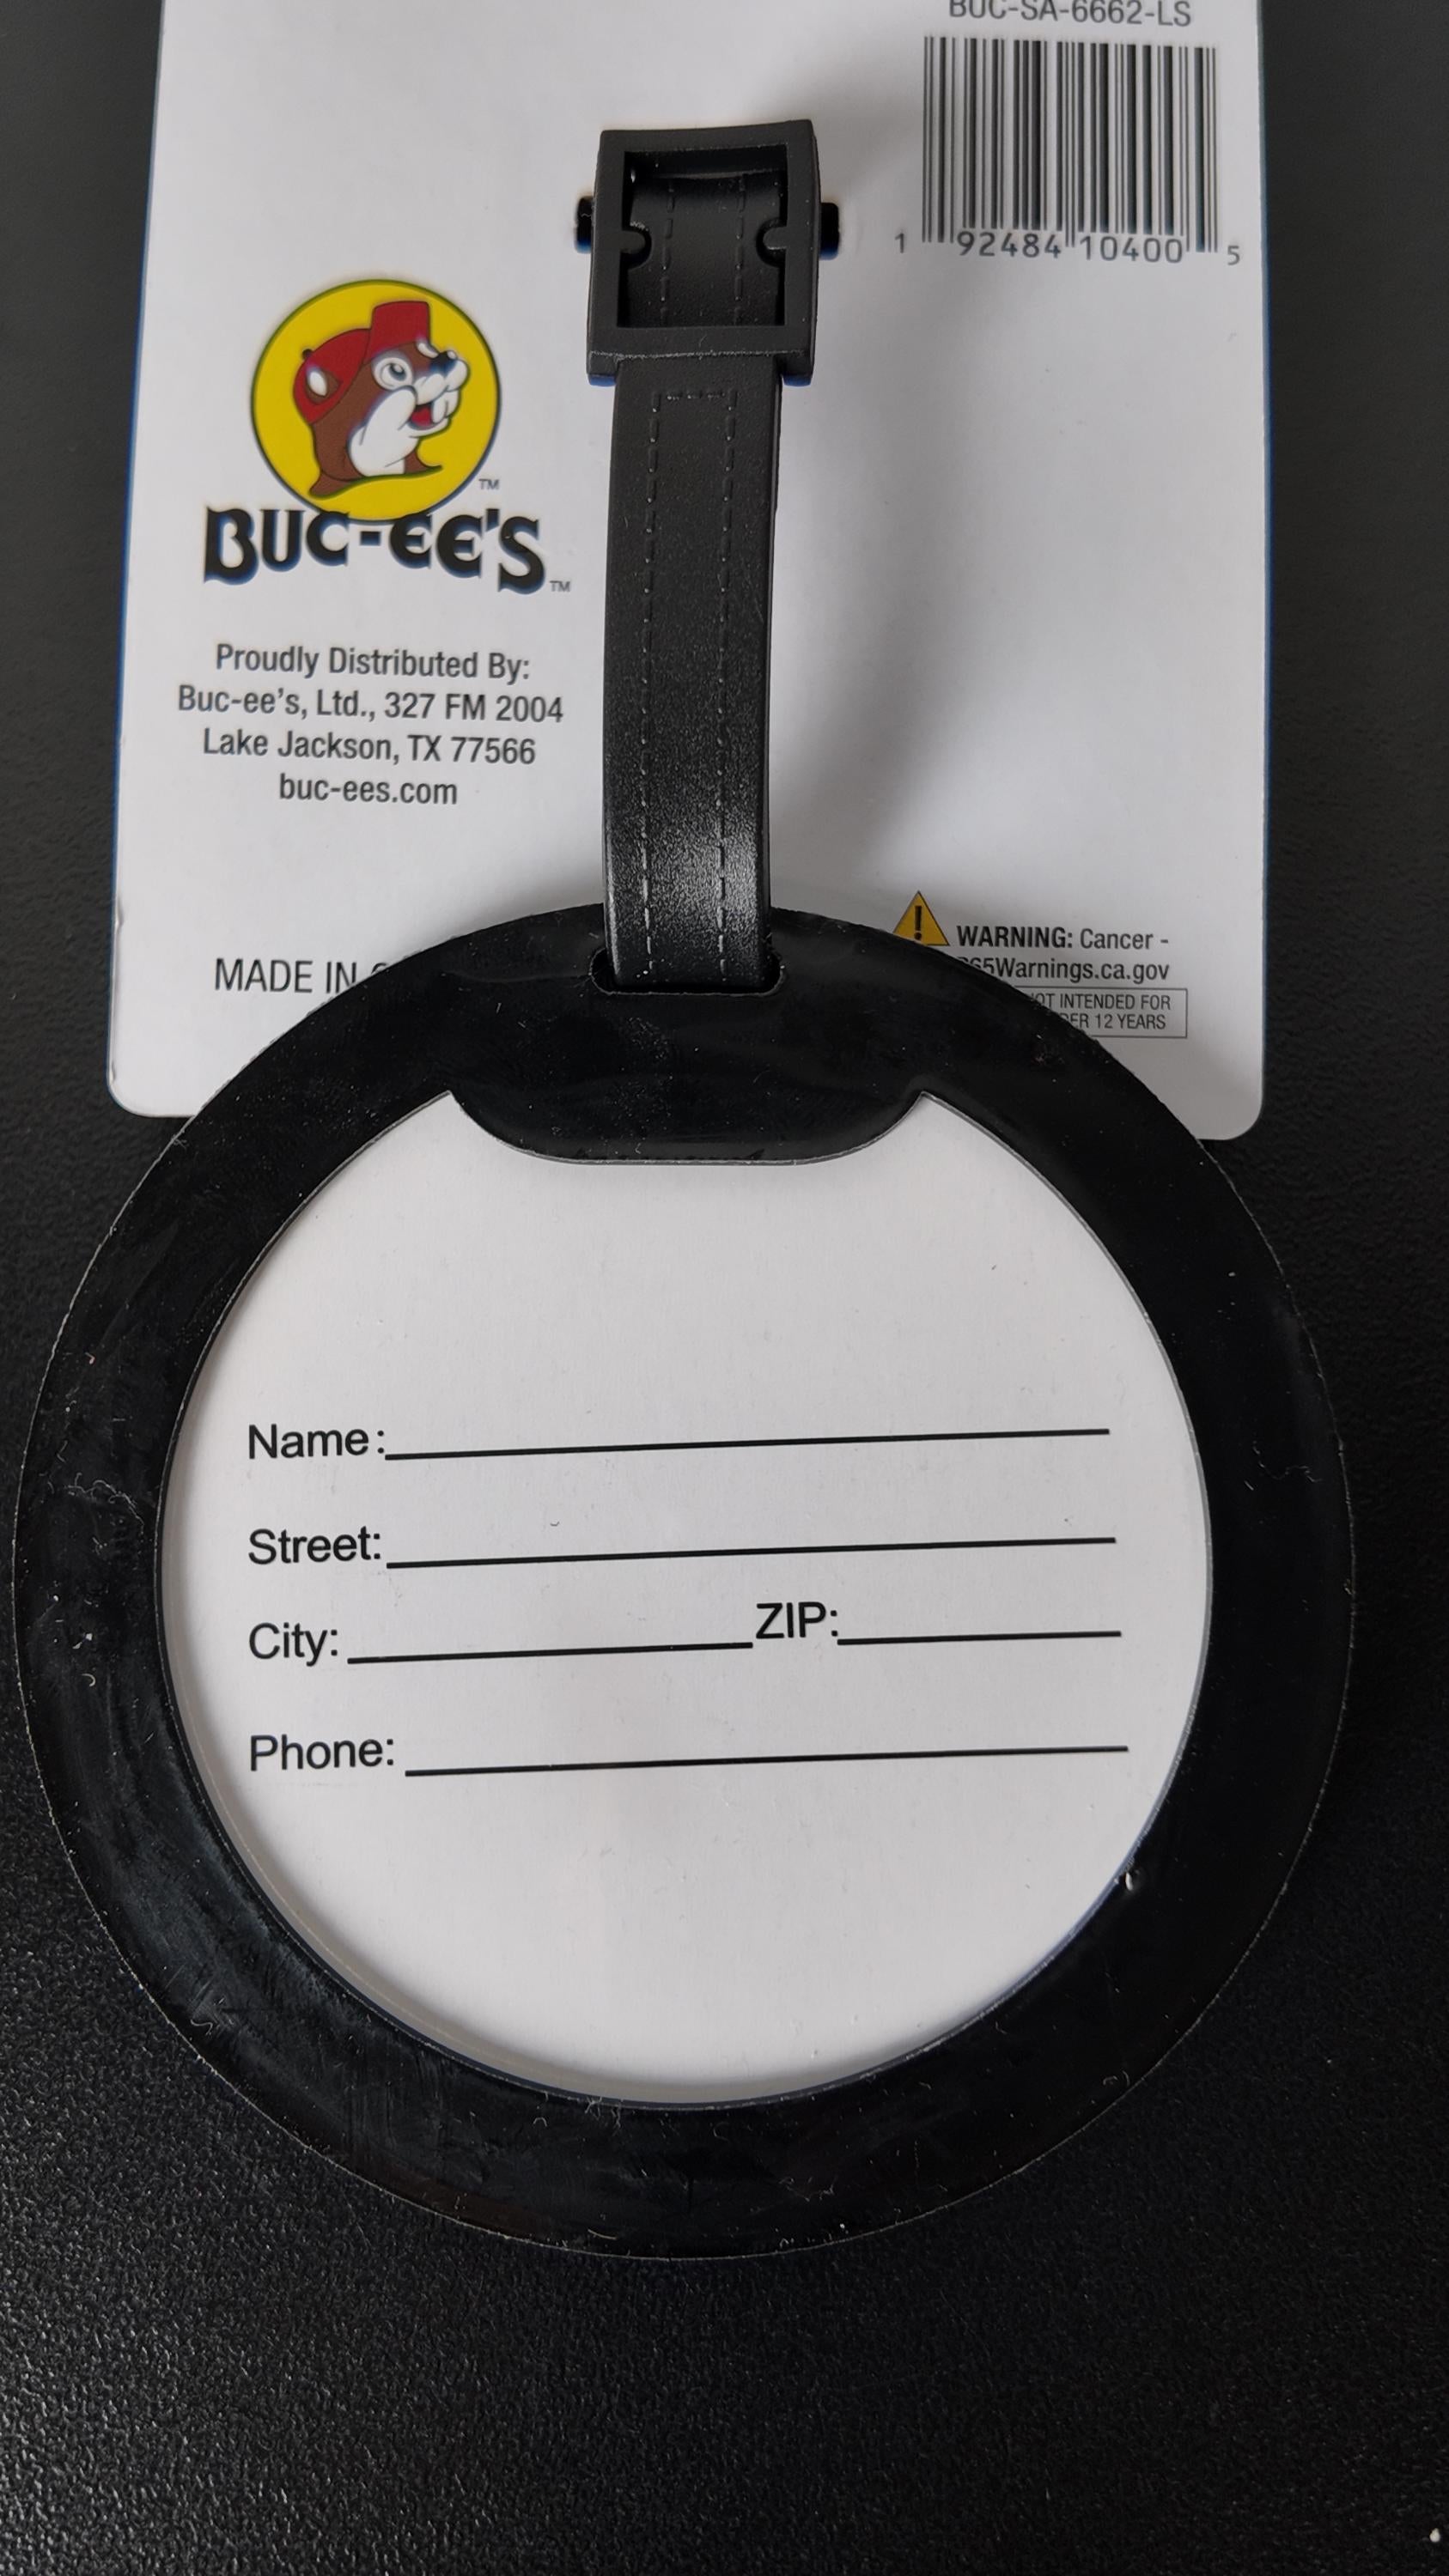 BUC-SA-6662-LS
1 92484 10400 5
TM
BUC-EE'S TM
Proudly Distributed By:
Buc-ee's, Ltd., 327 FM 2004
Lake Jackson, TX 77566
buc-ees.com
MADE IN
WARNING: Cancer -
65Warnings.ca.gov
INTENDED FOR
12 YEARS
Name:
Street:
City: ZIP:
Phone: